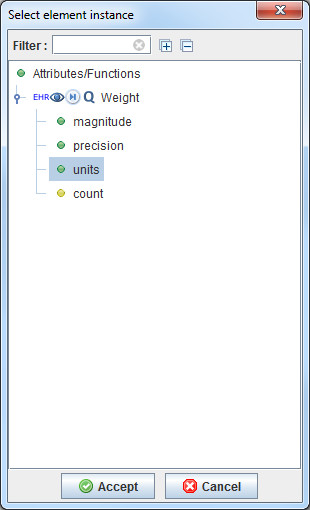 Select element instance
Filter :
Attributes/Functions
EHR Q Weight
magnitude
precision
units
count
Accept Cancel